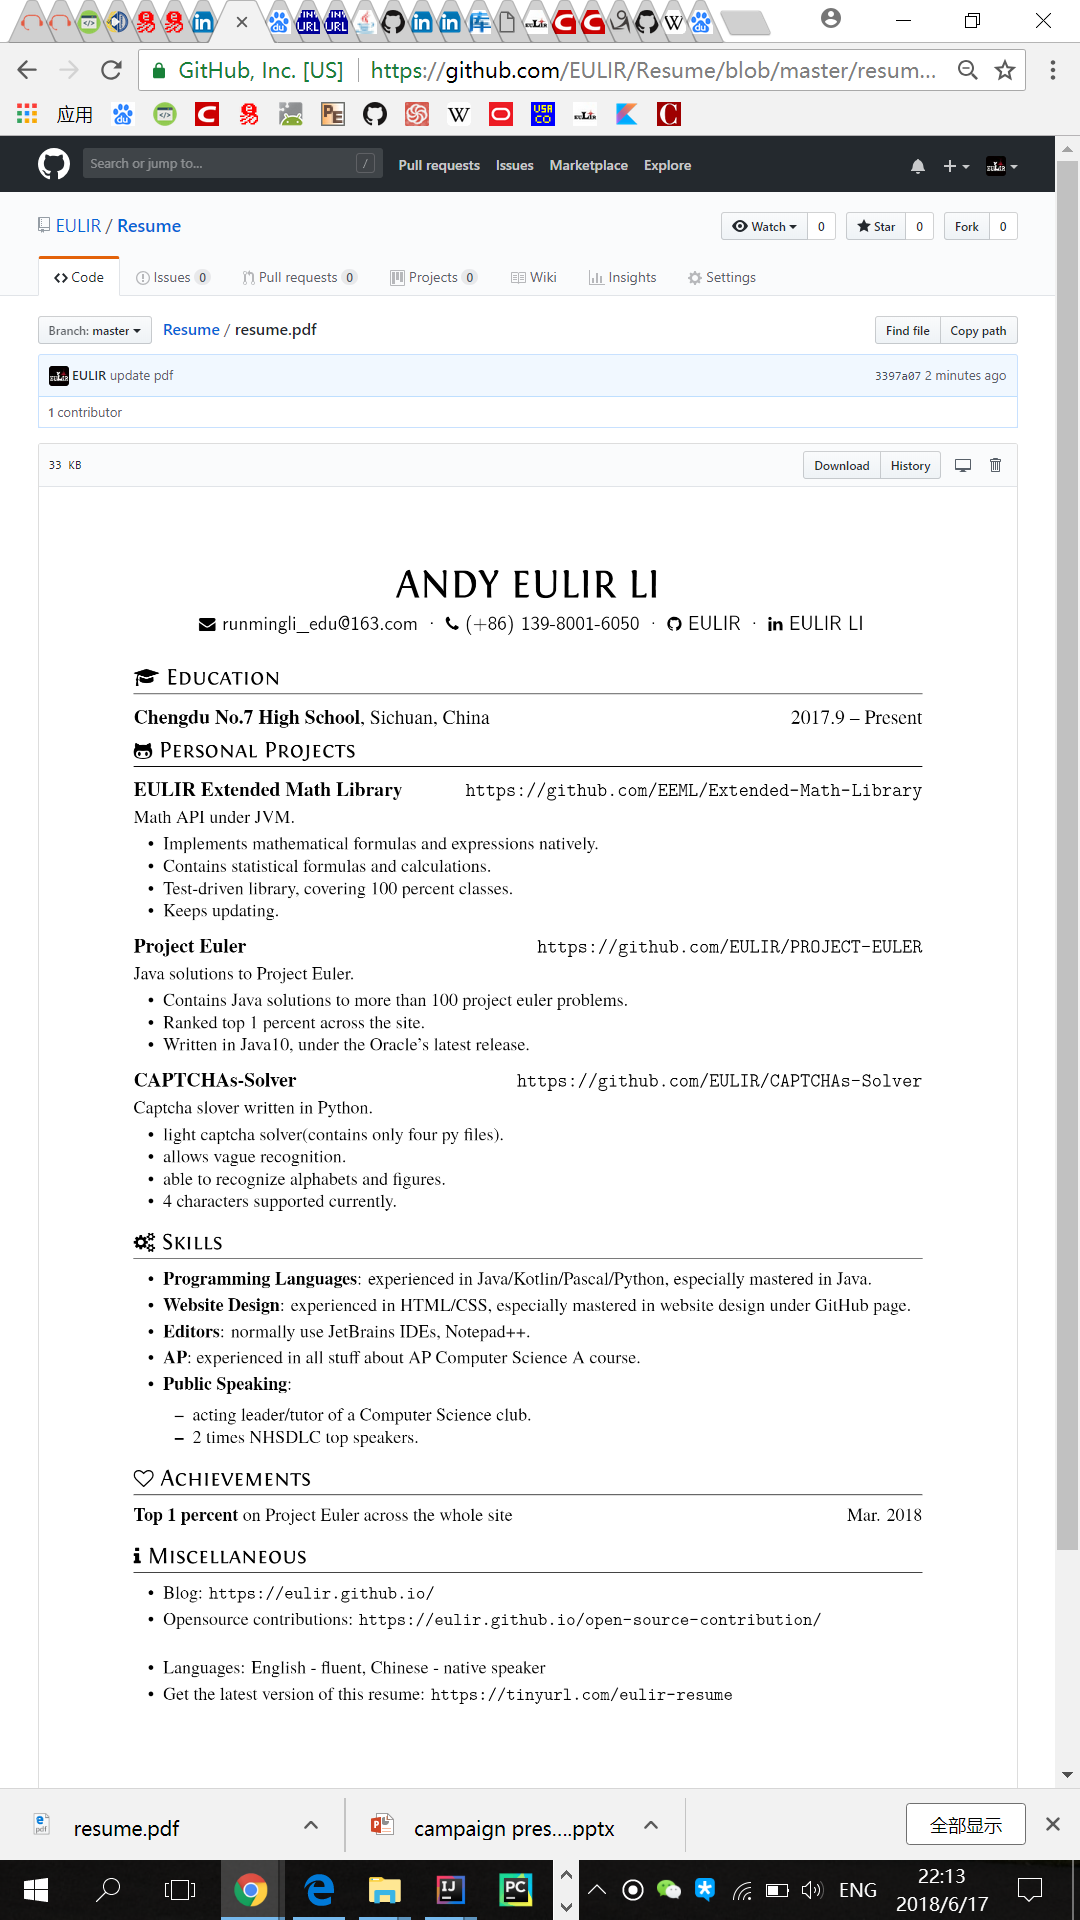 GitHub, Inc. [US] | https://github.com/EULIR/Resume/blob/master/resum...
应用
Search or jump to... /
Pull requests Issues Marketplace Explore
EULIR / Resume
Watch 0 Star 0 Fork 0
Code Issues 0 Pull requests 0 Projects 0 Wiki Insights Settings
Branch: master Resume / resume.pdf Find file Copy path
EULIR update pdf 3397a07 2 minutes ago
1 contributor
33 KB Download History
ANDY EULIR LI
runmingli_edu@163.com · (+86) 139-8001-6050 · EULIR · EULIR LI
EDUCATION
Chengdu No.7 High School, Sichuan, China 2017.9 – Present
PERSONAL PROJECTS
EULIR Extended Math Library https://github.com/EEML/Extended-Math-Library
Math API under JVM.
• Implements mathematical formulas and expressions natively.
• Contains statistical formulas and calculations.
• Test-driven library, covering 100 percent classes.
• Keeps updating.
Project Euler https://github.com/EULIR/PROJECT-EULER
Java solutions to Project Euler.
• Contains Java solutions to more than 100 project euler problems.
• Ranked top 1 percent across the site.
• Written in Java10, under the Oracle's latest release.
CAPTCHAs-Solver https://github.com/EULIR/CAPTCHAs-Solver
Captcha slover written in Python.
• light captcha solver(contains only four py files).
• allows vague recognition.
• able to recognize alphabets and figures.
• 4 characters supported currently.
SKILLS
• Programming Languages: experienced in Java/Kotlin/Pascal/Python, especially mastered in Java.
• Website Design: experienced in HTML/CSS, especially mastered in website design under GitHub page.
• Editors: normally use JetBrains IDEs, Notepad++.
• AP: experienced in all stuff about AP Computer Science A course.
• Public Speaking:
– acting leader/tutor of a Computer Science club.
– 2 times NHSDLC top speakers.
ACHIEVEMENTS
Top 1 percent on Project Euler across the whole site Mar. 2018
MISCELLANEOUS
• Blog: https://eulir.github.io/
• Opensource contributions: https://eulir.github.io/open-source-contribution/
• Languages: English - fluent, Chinese - native speaker
• Get the latest version of this resume: https://tinyurl.com/eulir-resume
resume.pdf campaign pres....pptx 全部显示
ENG 22:13
2018/6/17